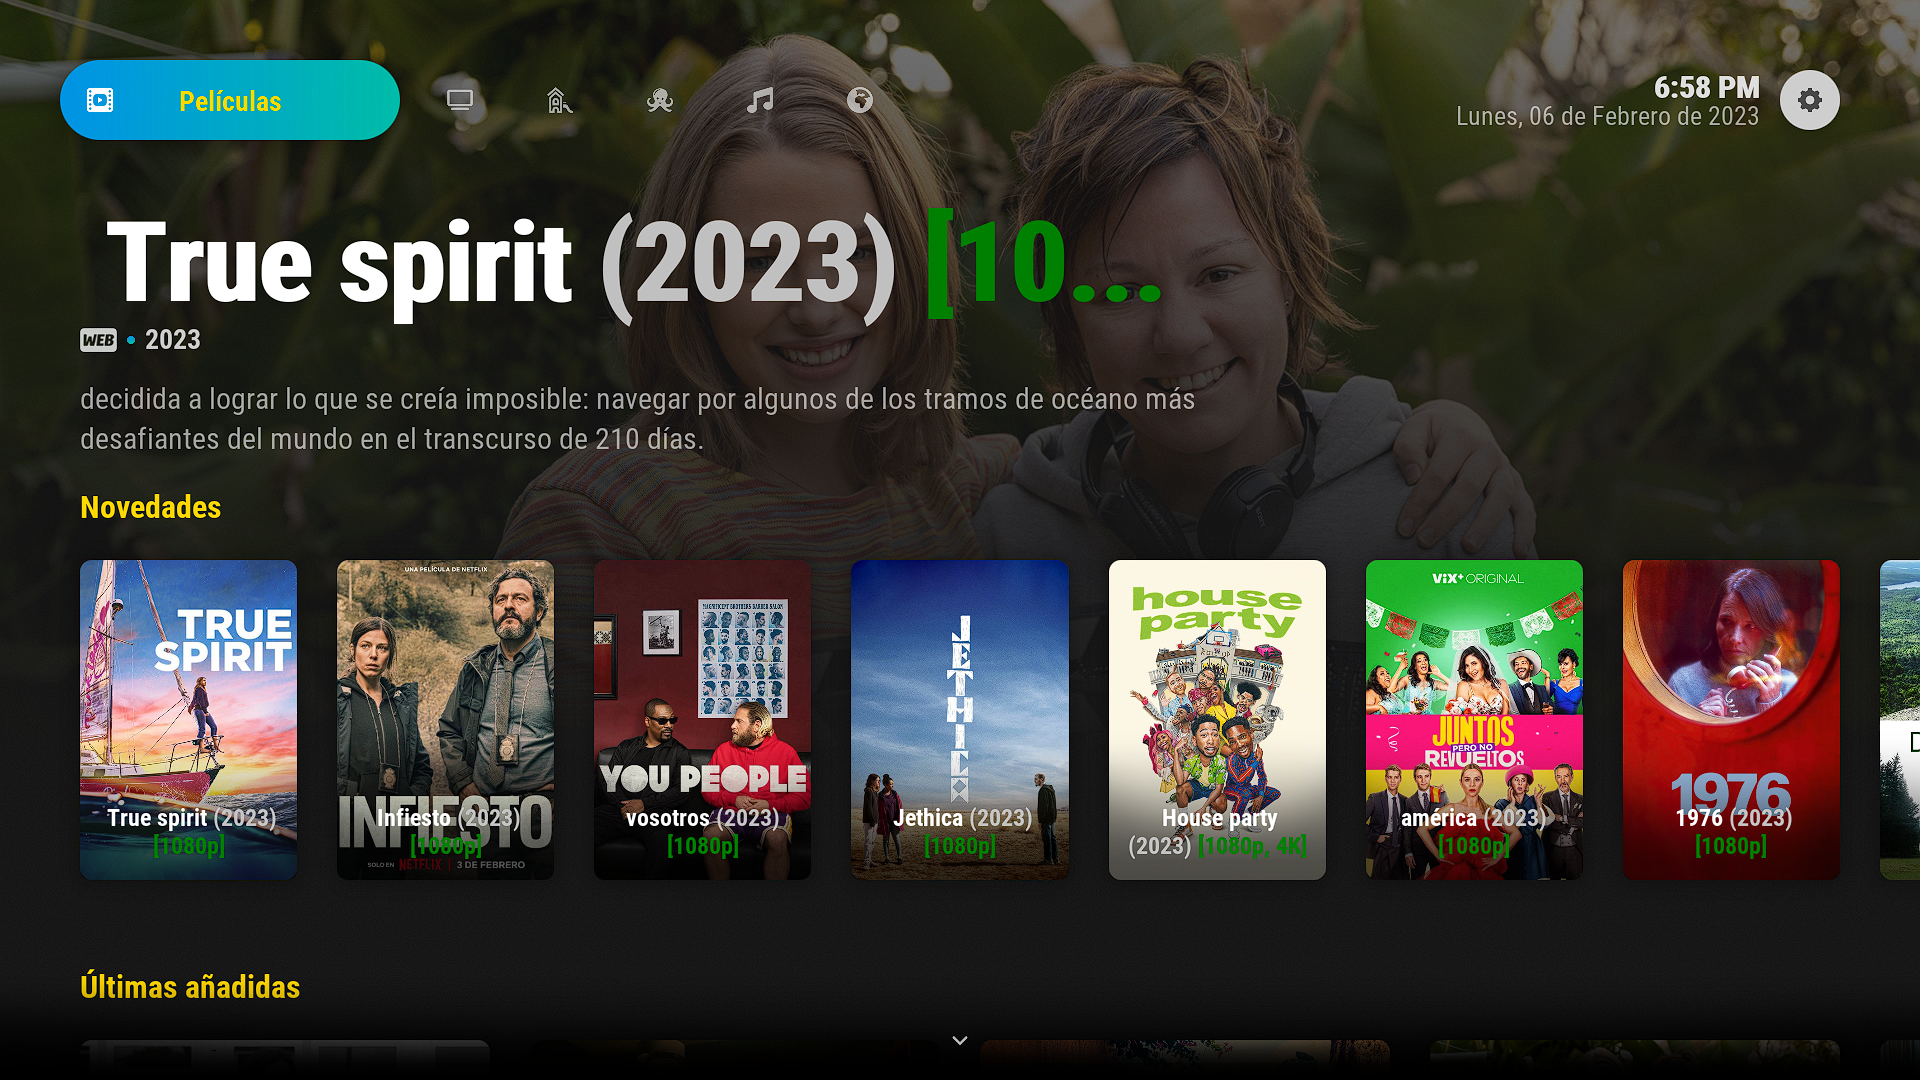 Películas
6:58 PM
Lunes, 06 de Febrero de 2023
True spirit (2023) [10...
WEB • 2023
decidida a lograr lo que se creía imposible: navegar por algunos de los tramos de océano más
desafiantes del mundo en el transcurso de 210 días.
Novedades
TRUE
SPIRIT
True spirit (2023)
[1080p]
UNA PELÍCULA DE NETFLIX
INFIESTO
Infiesto (2023)
[1080p]
SOLO EN NETFLIX | 3 DE FEBRERO
MAGNIFICENT BROTHERS BARBER SALON
YOU PEOPLE
vosotros (2023)
[1080p]
JETHICA
Jethica (2023)
[1080p]
house
party
House party
(2023) [1080p, 4K]
ViX+ ORIGINAL
JUNTOS
PERO NO
REVUELTOS
américa (2023)
[1080p]
1976
1976 (2023)
[1080p]
Últimas añadidas